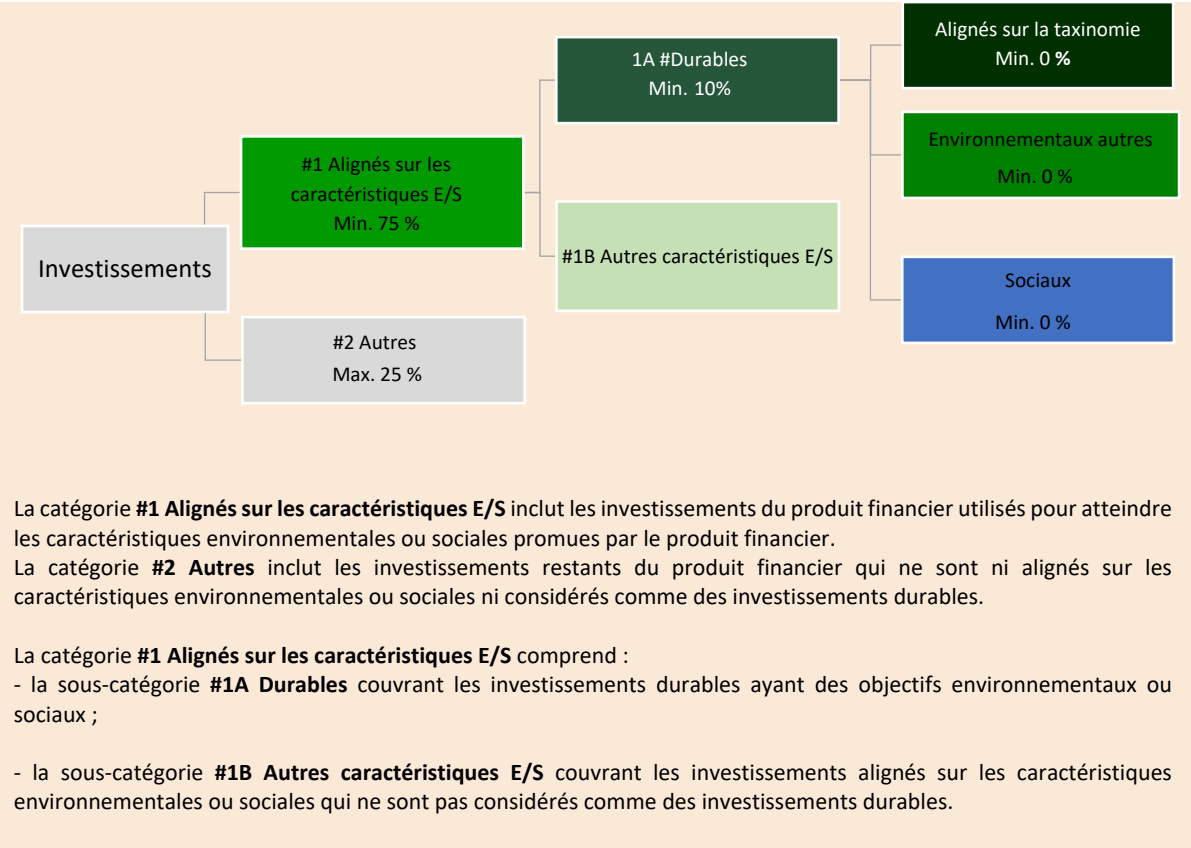 Alignés sur la taxinomie
Min. 0 %
1A #Durables
Min. 10%
Environnementaux autres
Min. 0 %
#1 Alignés sur les
caractéristiques E/S
Min. 75 %
#1B Autres caractéristiques E/S
Investissements
Sociaux
Min. 0 %
#2 Autres
Max. 25 %
La catégorie #1 Alignés sur les caractéristiques E/S inclut les investissements du produit financier utilisés pour atteindre
les caractéristiques environnementales ou sociales promues par le produit financier.
La catégorie #2 Autres inclut les investissements restants du produit financier qui ne sont ni alignés sur les
caractéristiques environnementales ou sociales ni considérés comme des investissements durables.
La catégorie #1 Alignés sur les caractéristiques E/S comprend :
- la sous-catégorie #1A Durables couvrant les investissements durables ayant des objectifs environnementaux ou
sociaux ;
- la sous-catégorie #1B Autres caractéristiques E/S couvrant les investissements alignés sur les caractéristiques
environnementales ou sociales qui ne sont pas considérés comme des investissements durables.